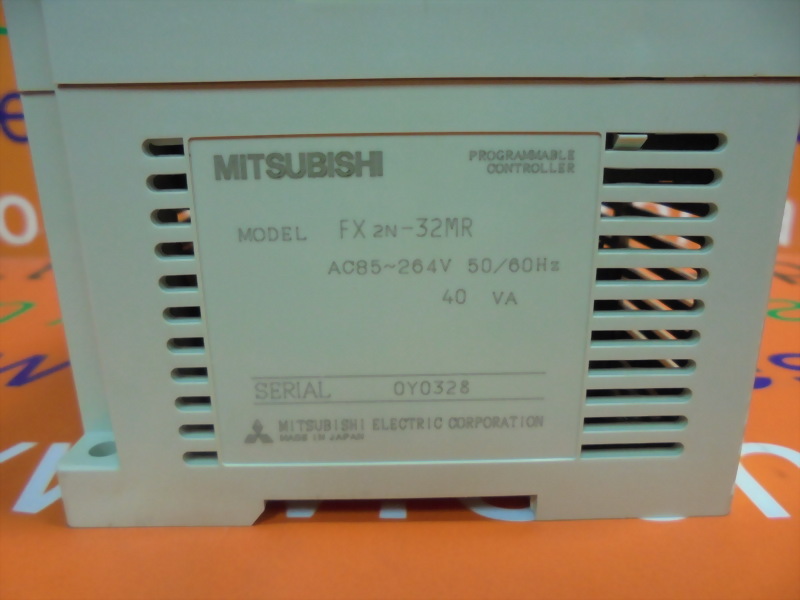 MITSUBISHI
PROGRAMMABLE
CONTROLLER
MODEL FX2N-32MR
AC85~264V 50/60Hz
40 VA
SERIAL 0Y0328
MITSUBISHI ELECTRIC CORPORATION
MADE IN JAPAN